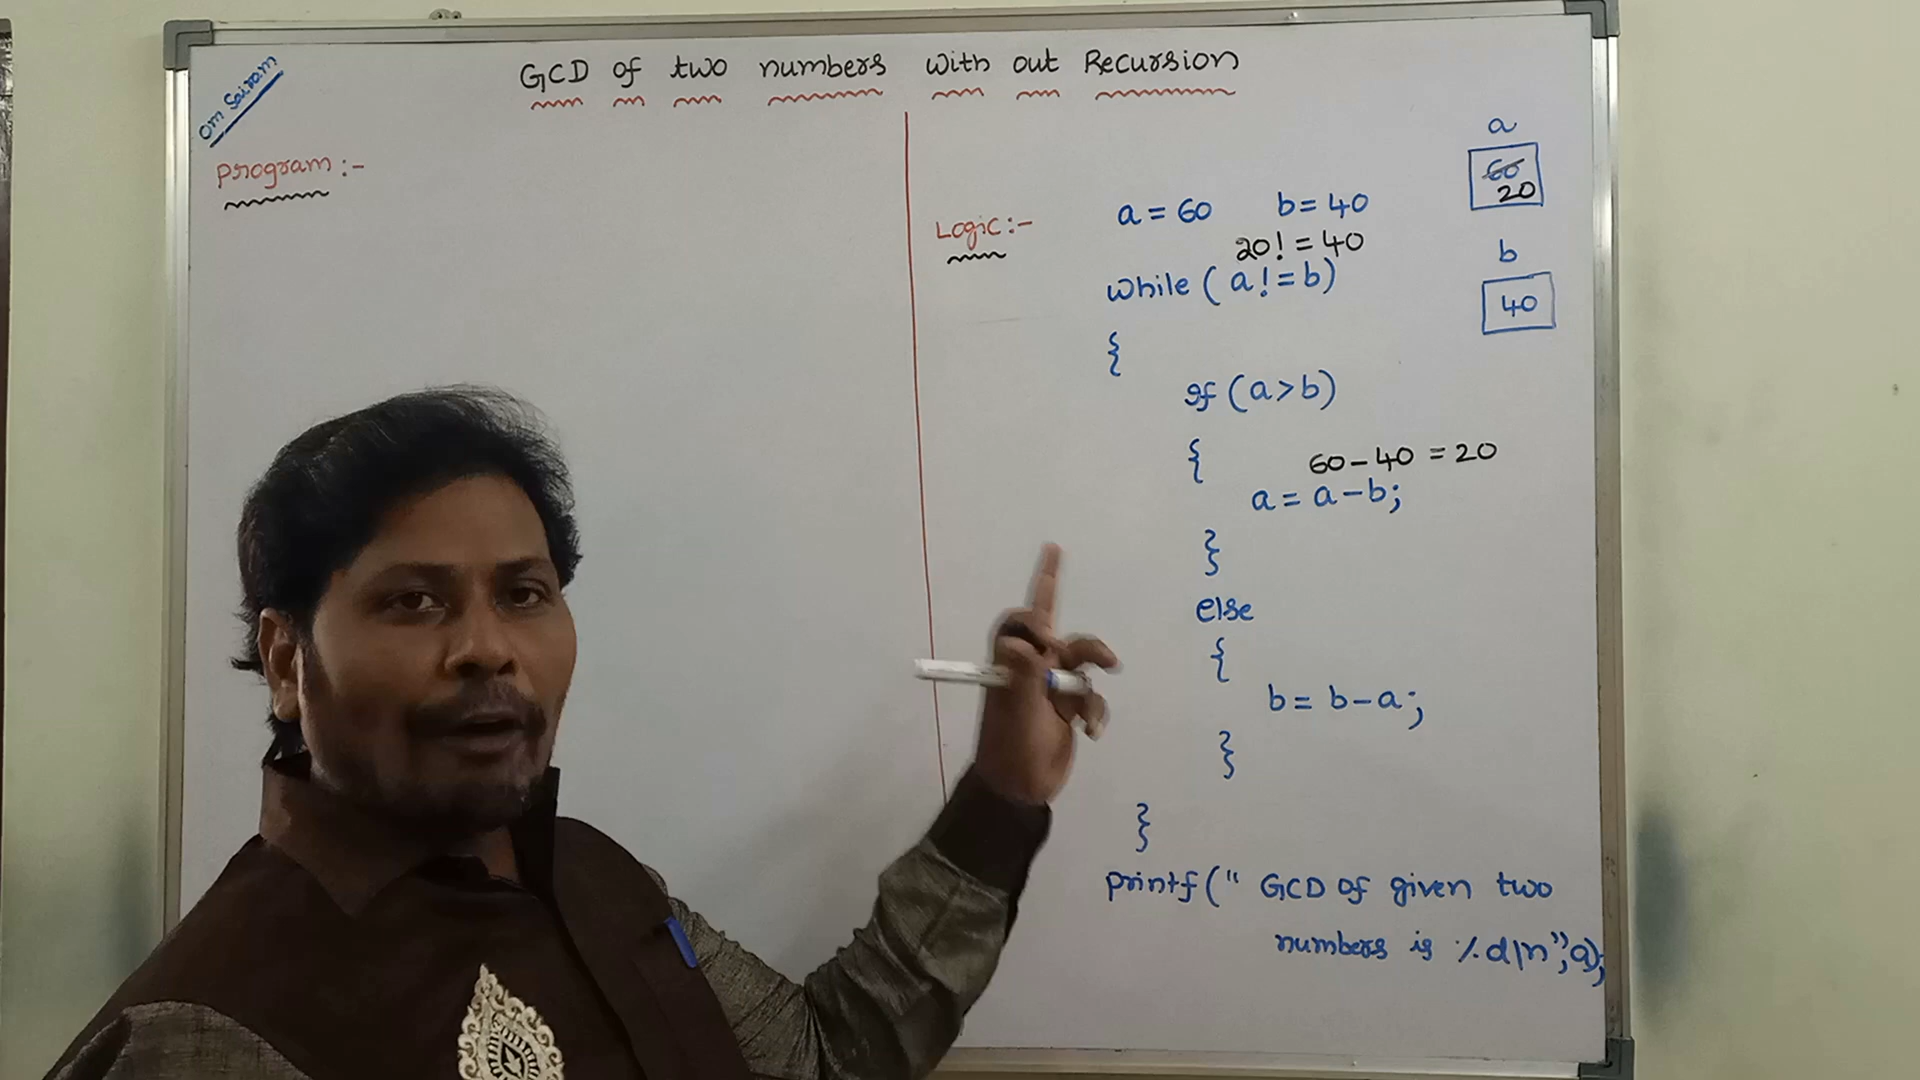 Om Sairam
GCD of two numbers with out Recursion
Program:-
Logic:-
a = 60 b = 40
20! = 40
while ( a! = b)
{
if (a>b)
{
60 - 40 = 20
a = a - b;
}
else
{
b = b - a;
}
}
printf (" GCD of given two
numbers is %d\n", a);
a
60
20
b
40